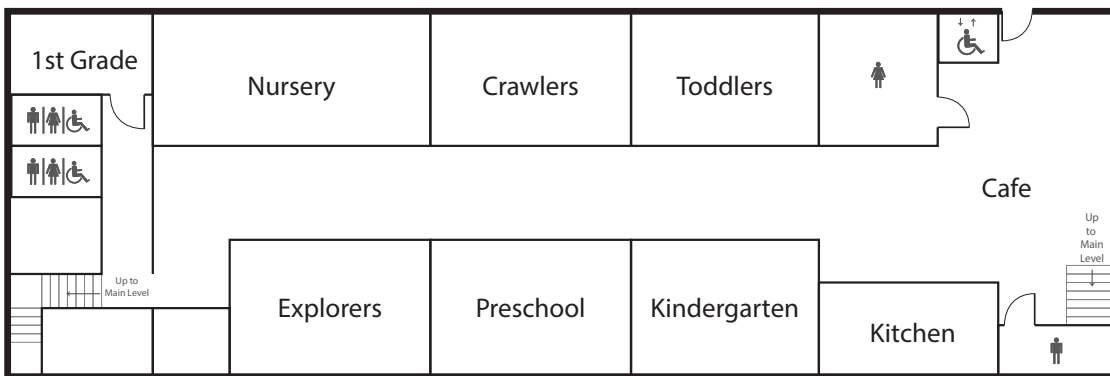 1st Grade
Nursery
Crawlers
Toddlers
Cafe
Up
to
Main
Level
Up to
Main Level
Explorers
Preschool
Kindergarten
Kitchen